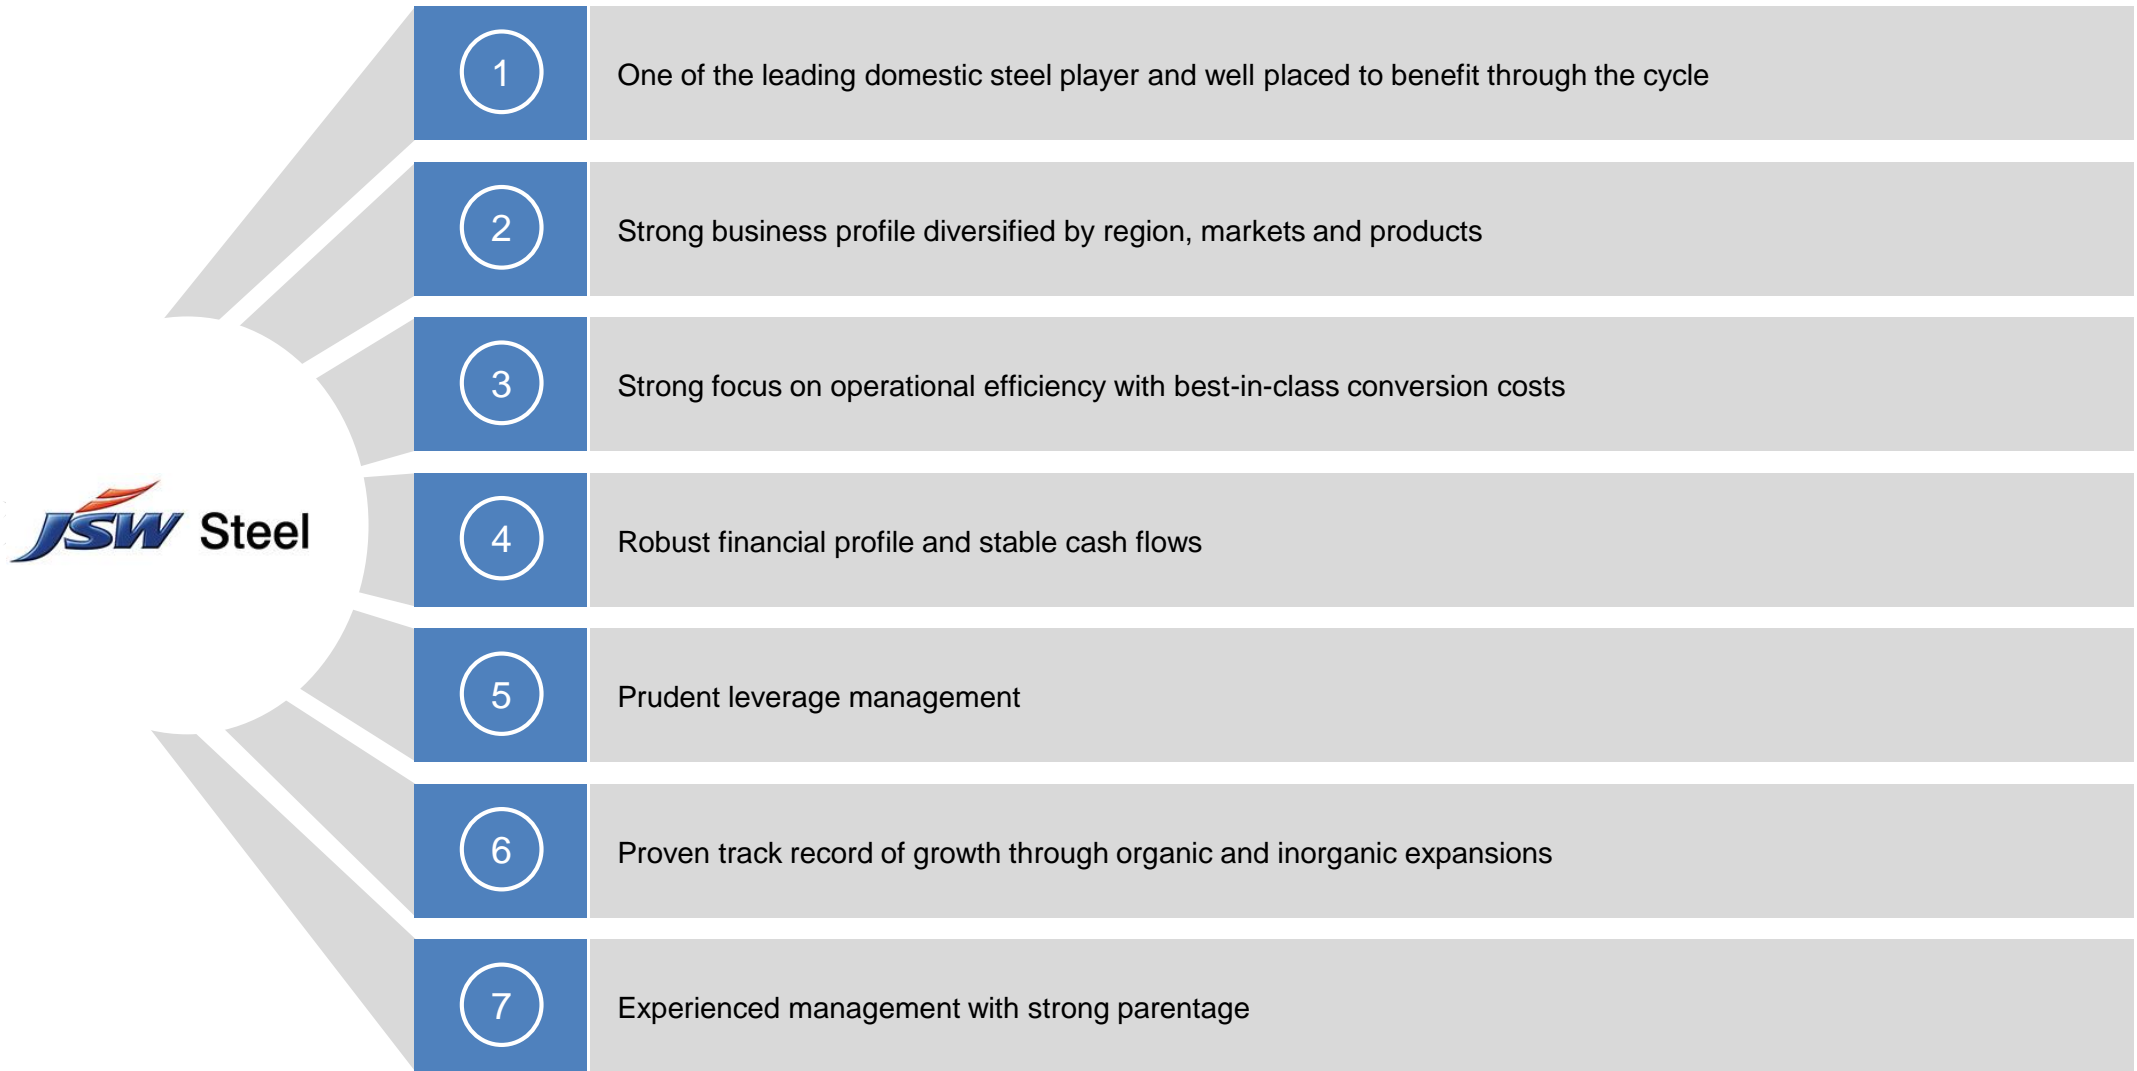 1
One of the leading domestic steel player and well placed to benefit through the cycle
2
Strong business profile diversified by region, markets and products
3
Strong focus on operational efficiency with best-in-class conversion costs
JSW Steel
4
Robust financial profile and stable cash flows
5
Prudent leverage management
6
Proven track record of growth through organic and inorganic expansions
7
Experienced management with strong parentage